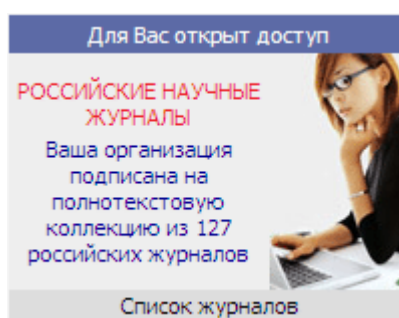 Для Вас открыт доступ
РОССИЙСКИЕ НАУЧНЫЕ
ЖУРНАЛЫ
Ваша организация
подписана на
полнотекстовую
коллекцию из 127
российских журналов
Список журналов